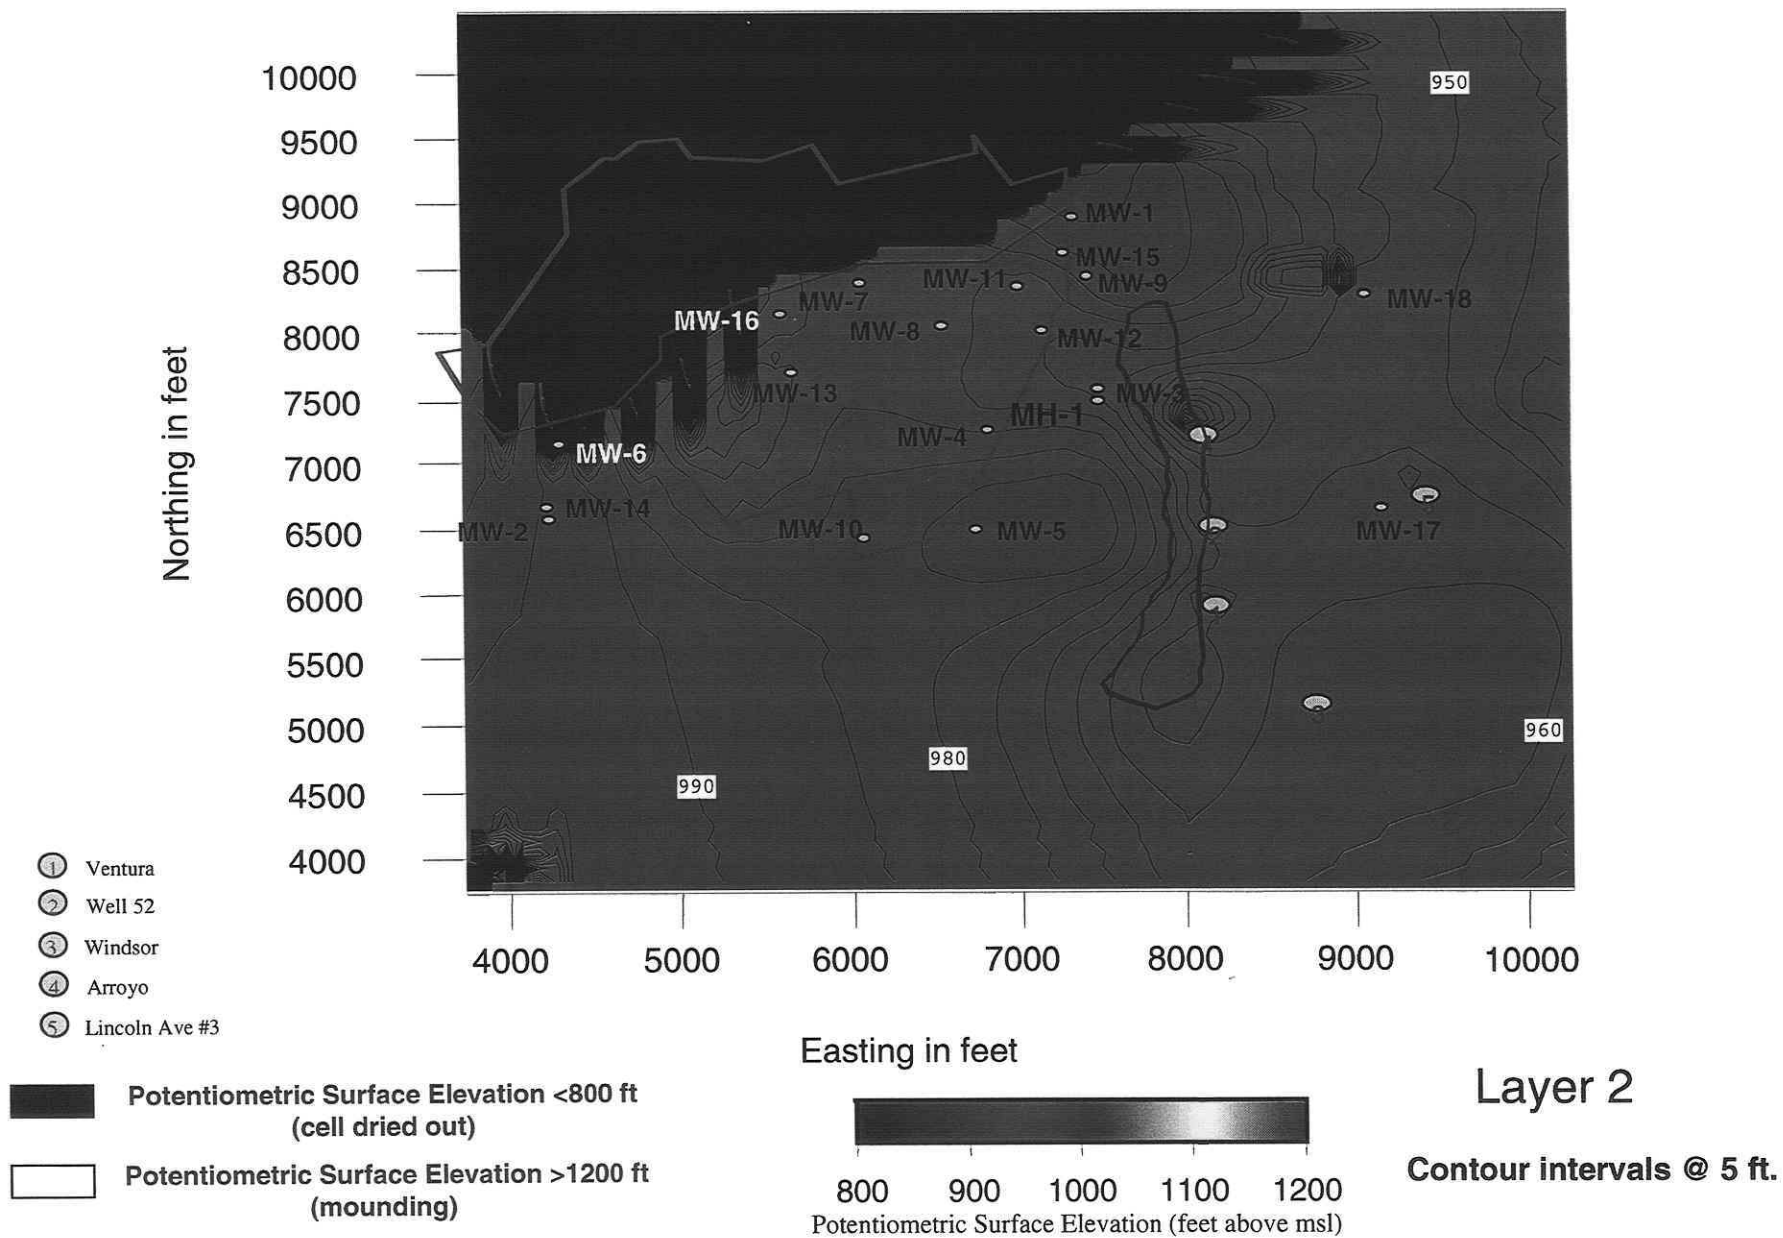 10000
9500
9000
8500
8000
7500
7000
6500
6000
5500
5000
4500
4000
Northing in feet
950
MW-1
MW-15
MW-11
MW-9
MW-7
MW-18
MW-16
MW-8
MW-12
MW-13
MW-3
MH-1
MW-4
MW-6
MW-14
MW-2
MW-10
MW-5
MW-17
960
980
990
4000 5000 6000 7000 8000 9000 10000
Easting in feet
1 Ventura
2 Well 52
3 Windsor
4 Arroyo
5 Lincoln Ave #3
Potentiometric Surface Elevation <800 ft
(cell dried out)
Potentiometric Surface Elevation >1200 ft
(mounding)
800 900 1000 1100 1200
Potentiometric Surface Elevation (feet above msl)
Layer 2
Contour intervals @ 5 ft.